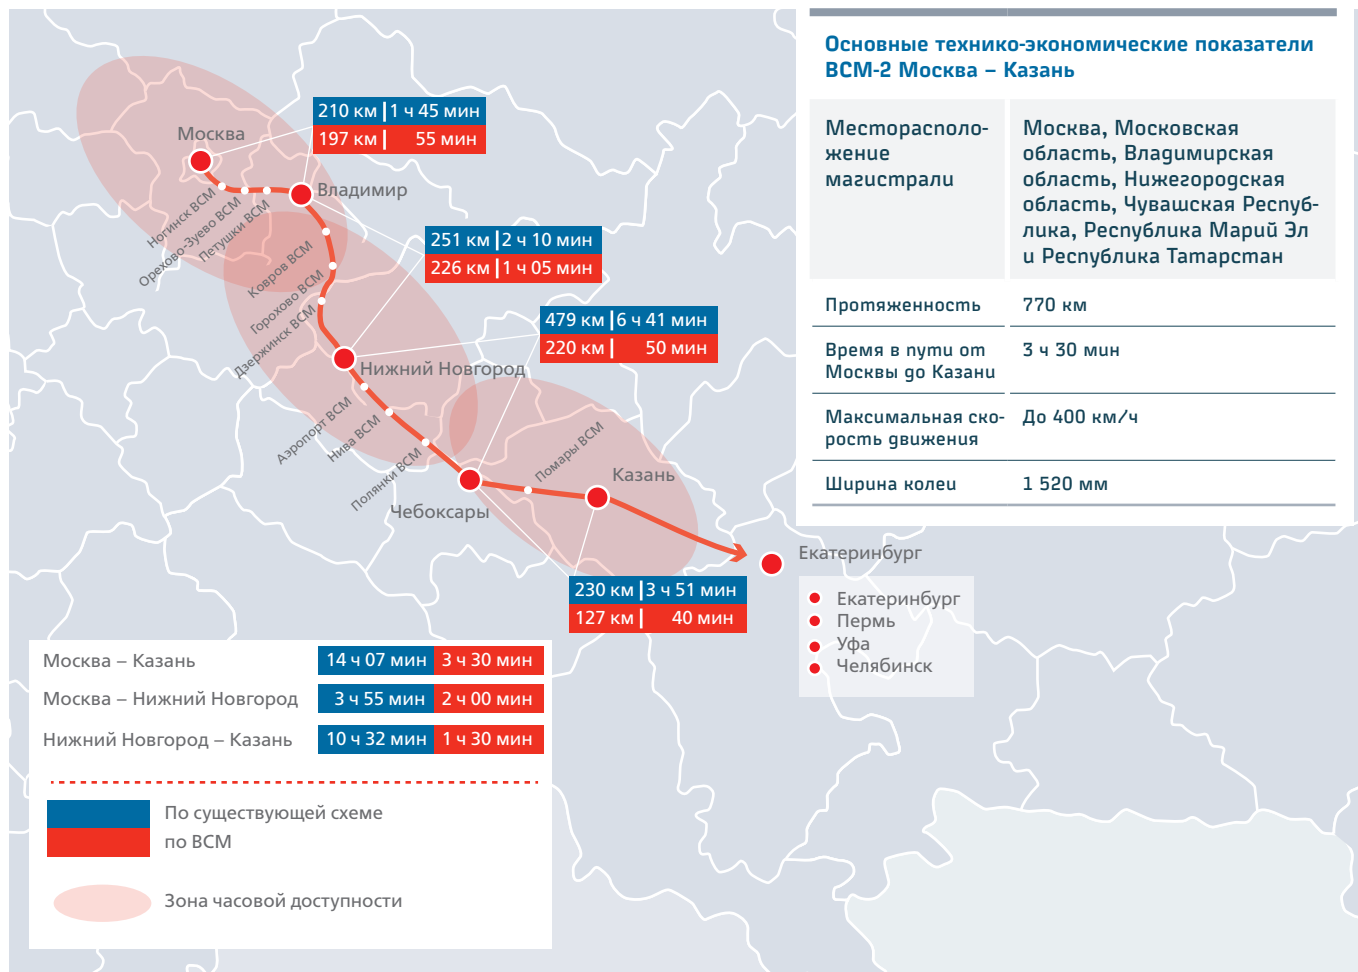 Основные технико-экономические показатели
ВСМ-2 Москва – Казань
Месторасполо-
жение
магистрали
Москва, Московская
область, Владимирская
область, Нижегородская
область, Чувашская Респуб-
лика, Республика Марий Эл
и Республика Татарстан
Протяженность
770 км
Время в пути от
Москвы до Казани
3 ч 30 мин
Максимальная ско-
рость движения
До 400 км/ч
Ширина колеи
1 520 мм
210 км | 1 ч 45 мин
197 км | 55 мин
Москва
Владимир
Ногинск ВСМ
Орехово-Зуево ВСМ
Петушки ВСМ
251 км | 2 ч 10 мин
226 км | 1 ч 05 мин
Ковров ВСМ
Горохово ВСМ
Дзержинск ВСМ
479 км | 6 ч 41 мин
220 км | 50 мин
Нижний Новгород
Аэропорт ВСМ
Нива ВСМ
Полянки ВСМ
Помары ВСМ
Казань
Чебоксары
Екатеринбург
230 км | 3 ч 51 мин
127 км | 40 мин
Екатеринбург
Пермь
Уфа
Челябинск
Москва – Казань 14 ч 07 мин 3 ч 30 мин
Москва – Нижний Новгород 3 ч 55 мин 2 ч 00 мин
Нижний Новгород – Казань 10 ч 32 мин 1 ч 30 мин
По существующей схеме
по ВСМ
Зона часовой доступности